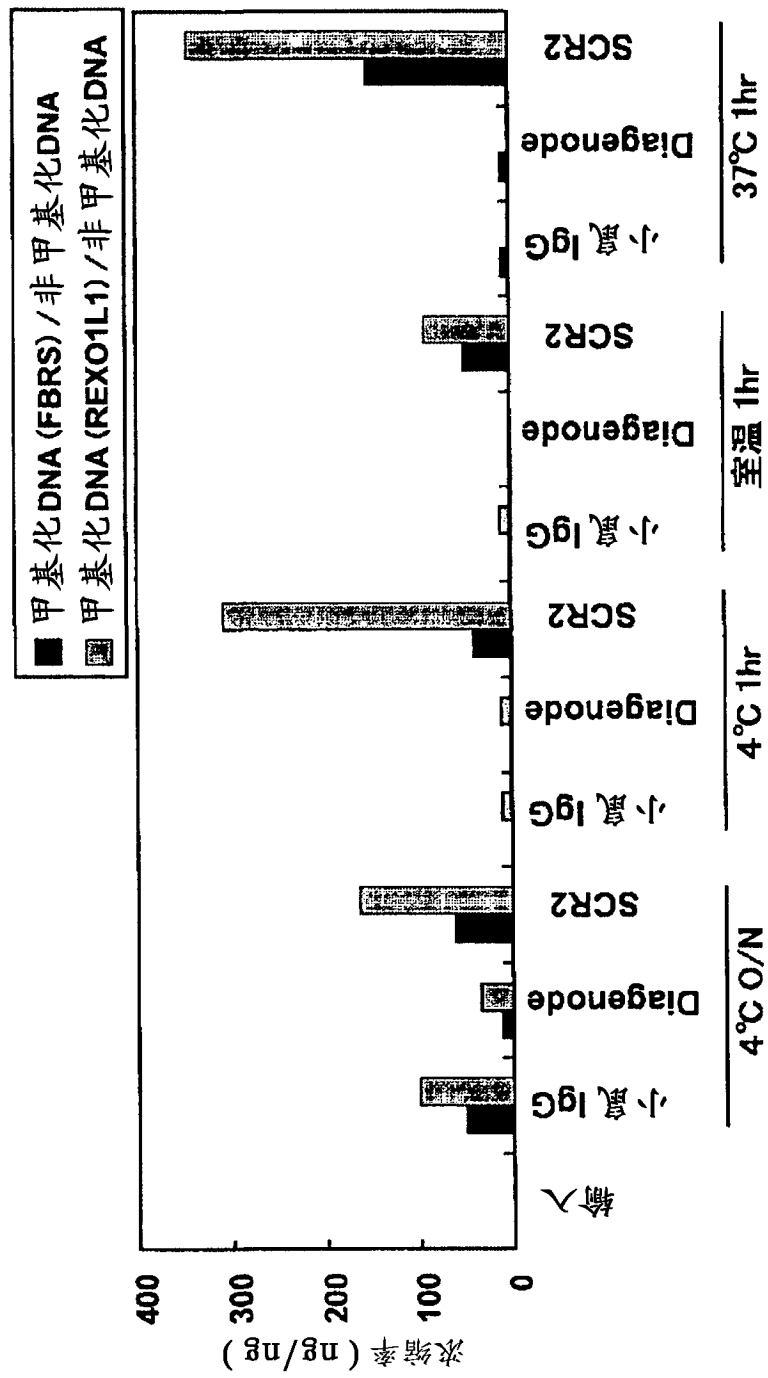 甲基化DNA (FBRS) / 非甲基化DNA
甲基化DNA (REXO1L1) / 非甲基化DNA
浓缩率 ( ng/ng )
400
300
200
100
0
输入
小鼠 IgG
Diagenode
SCR2
小鼠 IgG
Diagenode
SCR2
小鼠 IgG
Diagenode
SCR2
小鼠 IgG
Diagenode
SCR2
4℃ O/N
4℃ 1hr
室温 1hr
37℃ 1hr